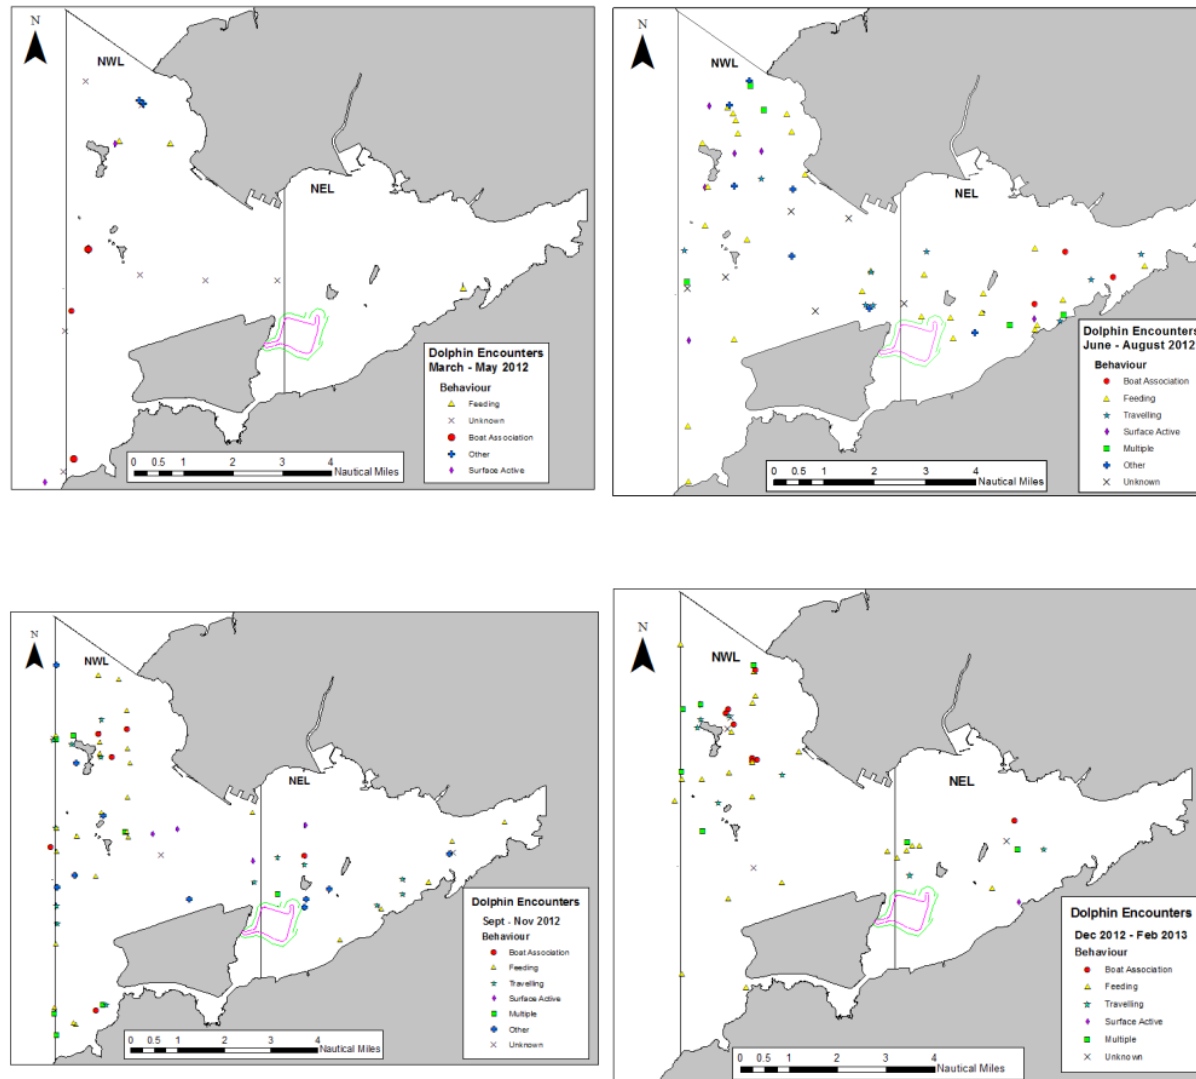 N
NWL
NEL
Dolphin Encounters
March - May 2012
Behaviour
Feeding
Unknown
Boat Association
Other
Surface Active
0 0.5 1 2 3 4
Nautical Miles
N
NWL
NEL
Dolphin Encounters
June - August 2012
Behaviour
Boat Association
Feeding
Travelling
Surface Active
Multiple
Other
Unknown
0 0.5 1 2 3 4
Nautical Miles
N
NWL
NEL
Dolphin Encounters
Sept - Nov 2012
Behaviour
Boat Association
Feeding
Travelling
Surface Active
Multiple
Other
Unknown
0 0.5 1 2 3 4
Nautical Miles
N
NWL
NEL
Dolphin Encounters
Dec 2012 - Feb 2013
Behaviour
Boat Association
Feeding
Travelling
Surface Active
Multiple
Unknown
0 0.5 1 2 3 4
Nautical Miles